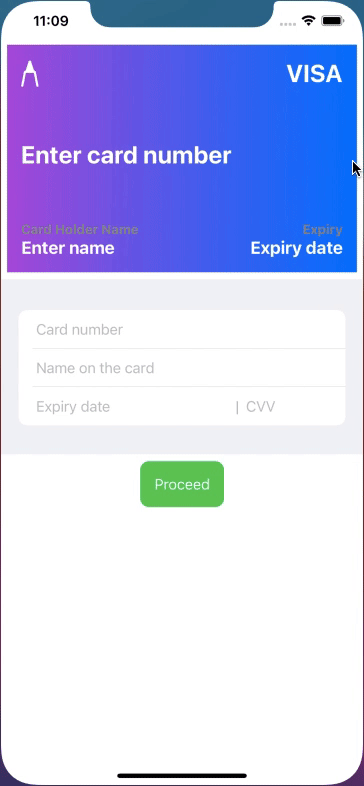 11:09
VISA
Enter card number
Card Holder Name Expiry
Enter name Expiry date
Card number
Name on the card
Expiry date | CVV
Proceed